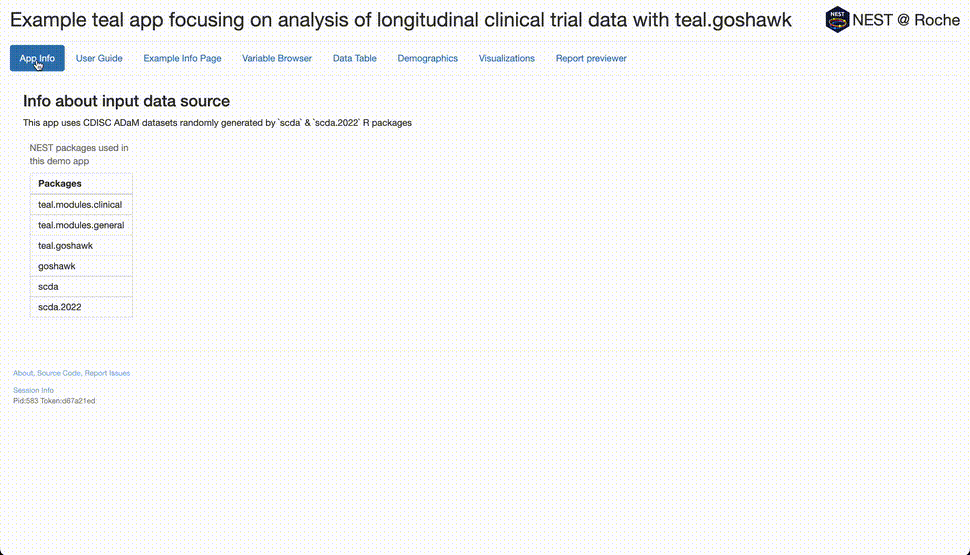 Example teal app focusing on analysis of longitudinal clinical trial data with teal.goshawk
NEST
NEST @ Roche
App Info
User Guide
Example Info Page
Variable Browser
Data Table
Demographics
Visualizations
Report previewer
Info about input data source
This app uses CDISC ADaM datasets randomly generated by `scda` & `scda.2022` R packages
NEST packages used in
this demo app
Packages
teal.modules.clinical
teal.modules.general
teal.goshawk
goshawk
scda
scda.2022
About, Source Code, Report Issues
Session Info
Pid:583 Token:d67a21ed